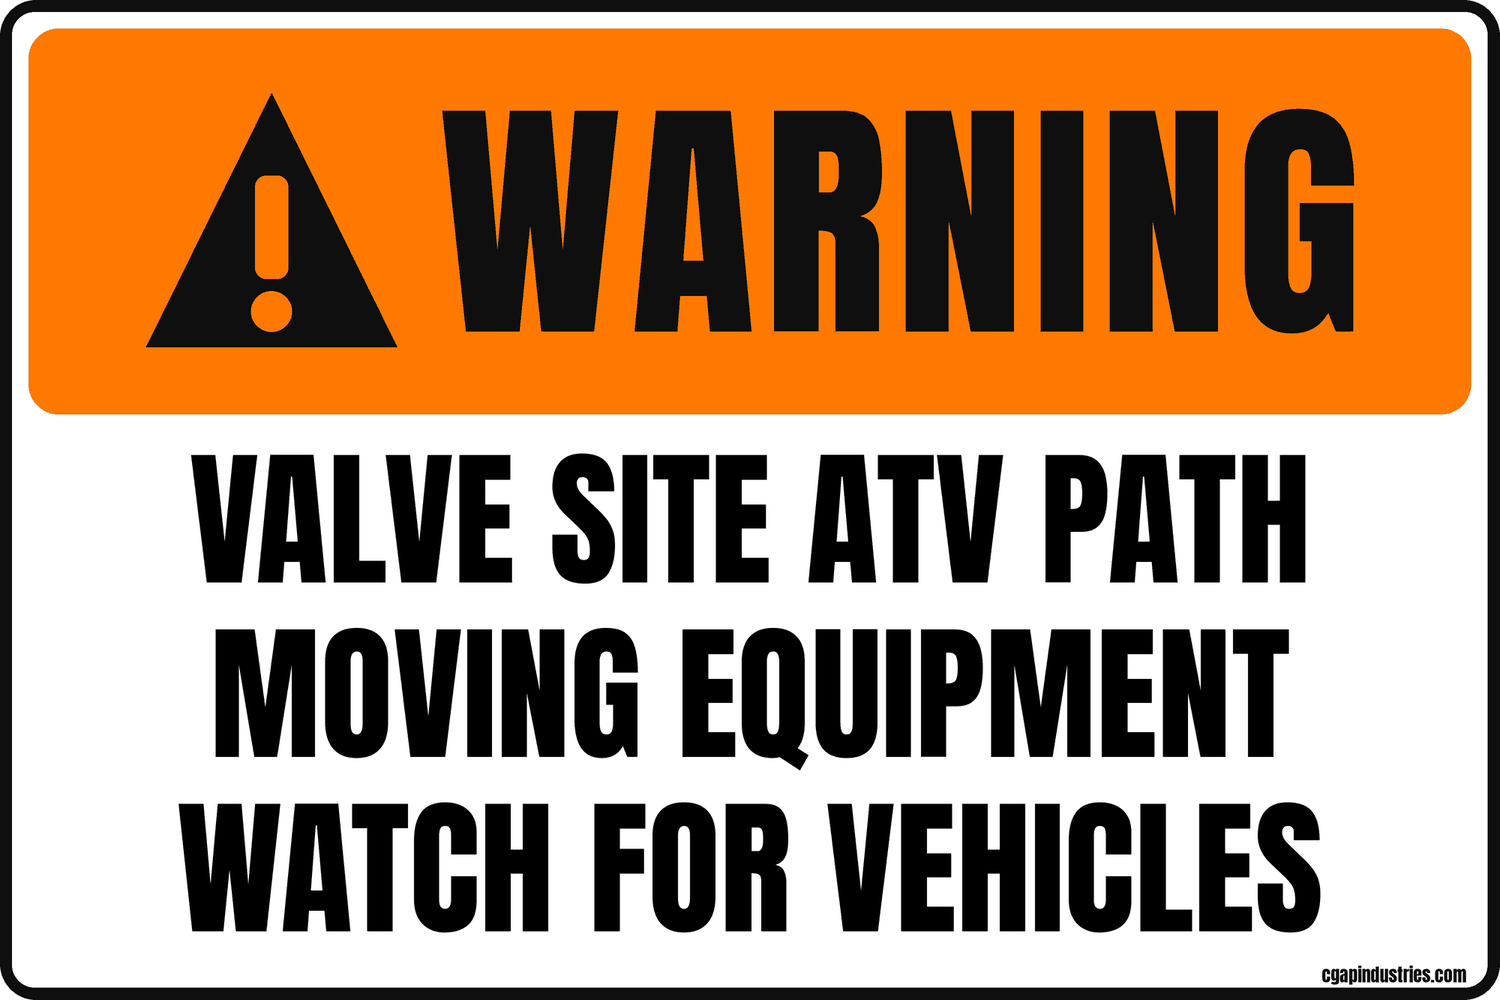 WARNING
VALVE SITE ATV PATH
MOVING EQUIPMENT
WATCH FOR VEHICLES
cgapindustries.com